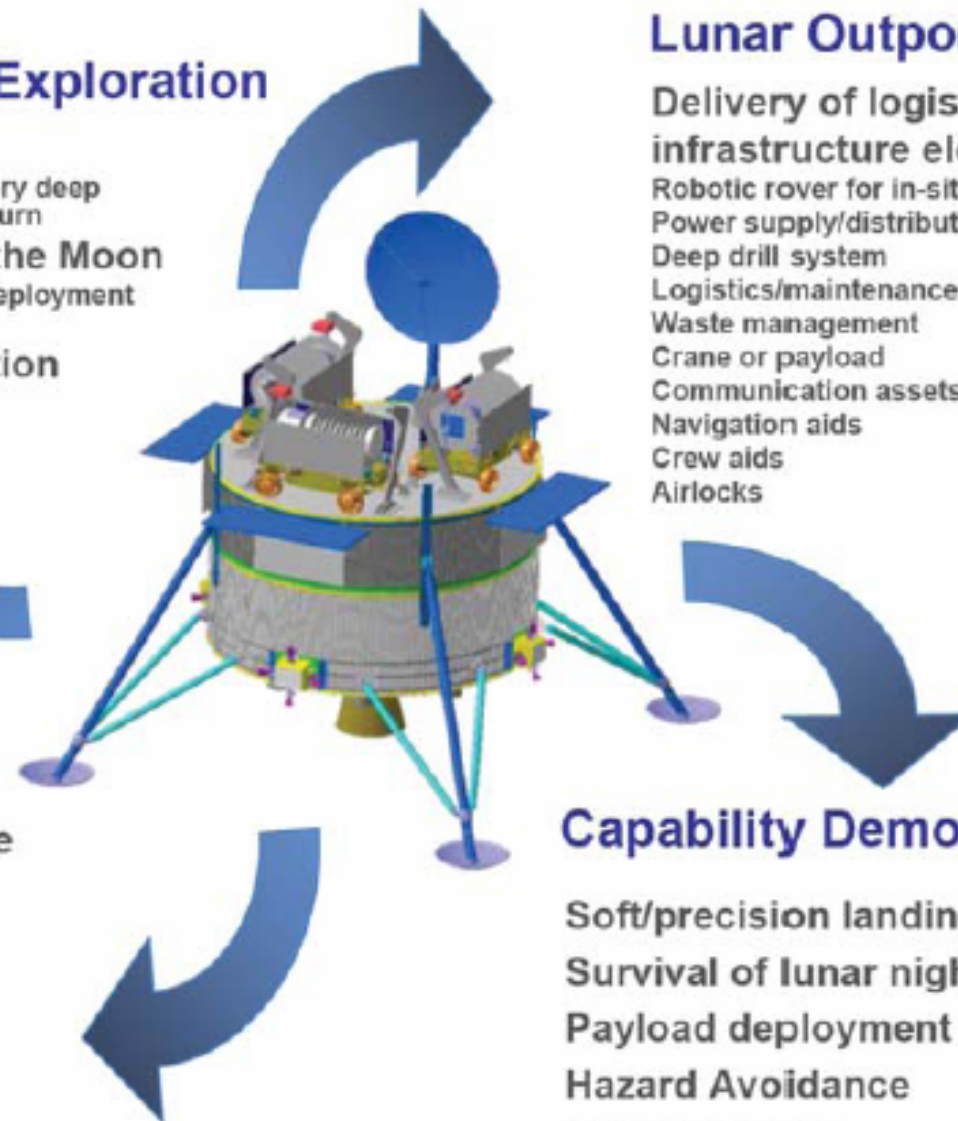 Exploration
ry deep
urn
the Moon
eployment
tion
e
Lunar Outpo
Delivery of logis
infrastructure ele
Robotic rover for in-sit
Power supply/distribut
Deep drill system
Logistics/maintenance
Waste management
Crane or payload
Communication assets
Navigation aids
Crew aids
Airlocks
Capability Demo
Soft/precision landin
Survival of lunar nigh
Payload deployment
Hazard Avoidance